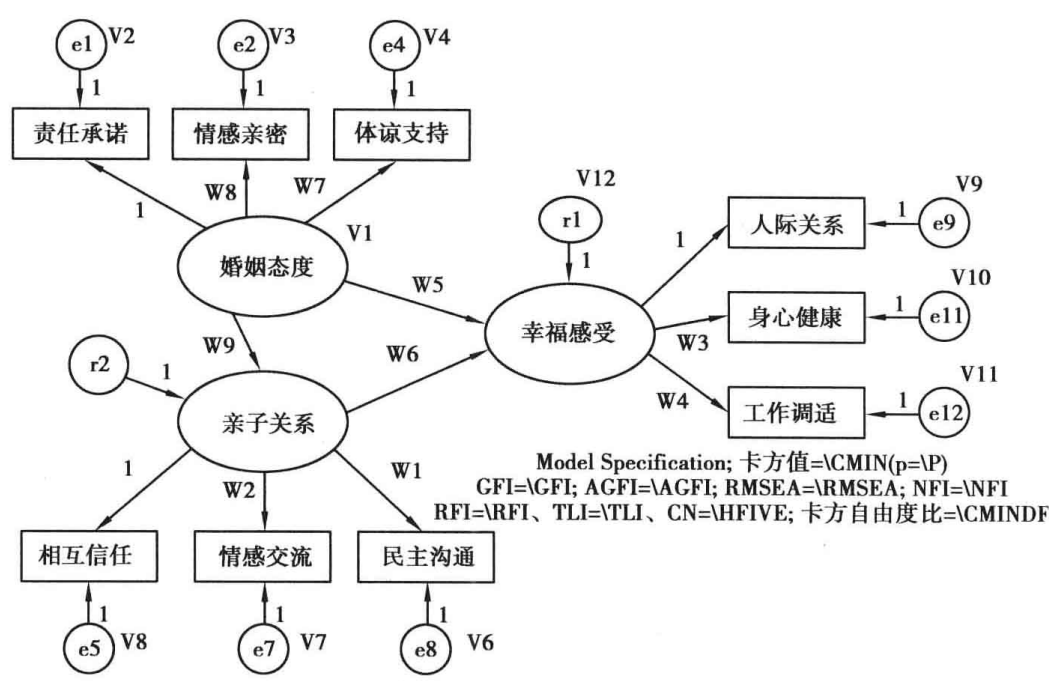 e1 V2
e2 V3
e4 V4
1
1
1
责任承诺
情感亲密
体谅支持
1
W8
W7
V12
r1
1
V9
人际关系
1
e9
1
婚姻态度
V1
W5
幸福感受
V10
身心健康
1
e11
W3
W9
W6
r2
1
V11
工作调适
1
e12
W4
亲子关系
1
W2
W1
Model Specification; 卡方值=\CMIN(p=\P)
GFI=\GFI; AGFI=\AGFI; RMSEA=\RMSEA; NFI=\NFI
RFI=\RFI、TLI=\TLI、CN=\HFIVE; 卡方自由度比=\CMINDF
相互信任
情感交流
民主沟通
1
1
1
e5 V8
e7 V7
e8 V6